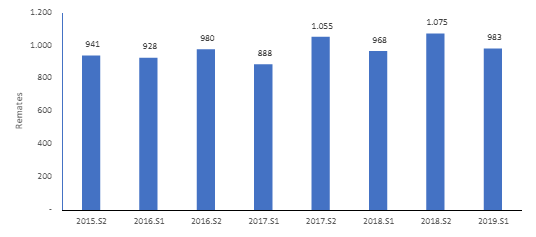 1.200
1.000
800
600
400
200
-
Remates
941
928
980
888
1.055
968
1.075
983
2015.S2
2016.S1
2016.S2
2017.S1
2017.S2
2018.S1
2018.S2
2019.S1